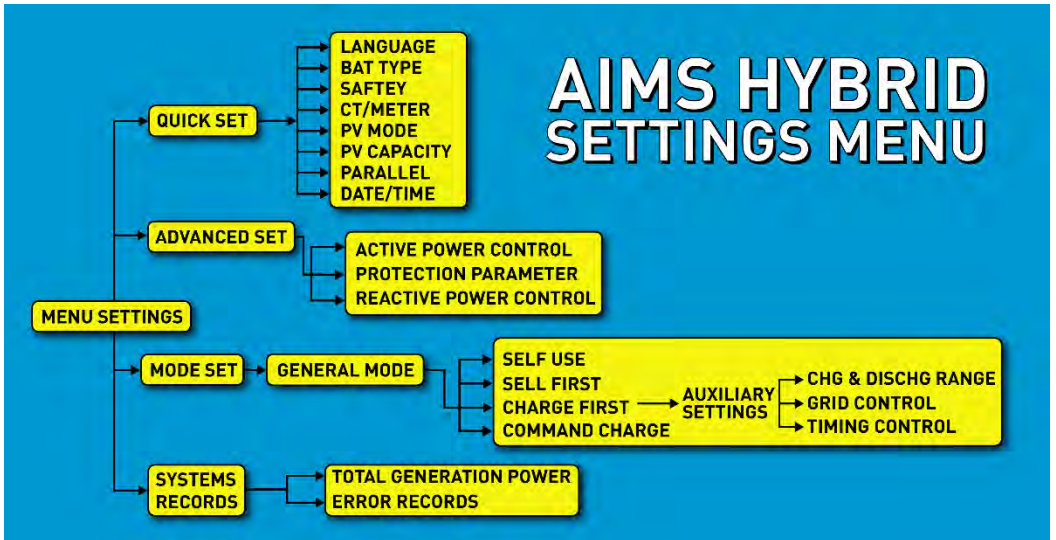 AIMS HYBRID
SETTINGS MENU
MENU SETTINGS
QUICK SET
LANGUAGE
BAT TYPE
SAFTEY
CT/METER
PV MODE
PV CAPACITY
PARALLEL
DATE/TIME
ADVANCED SET
ACTIVE POWER CONTROL
PROTECTION PARAMETER
REACTIVE POWER CONTROL
MODE SET
GENERAL MODE
SELF USE
SELL FIRST
CHARGE FIRST
COMMAND CHARGE
AUXILIARY
SETTINGS
CHG & DISCHG RANGE
GRID CONTROL
TIMING CONTROL
SYSTEMS
RECORDS
TOTAL GENERATION POWER
ERROR RECORDS